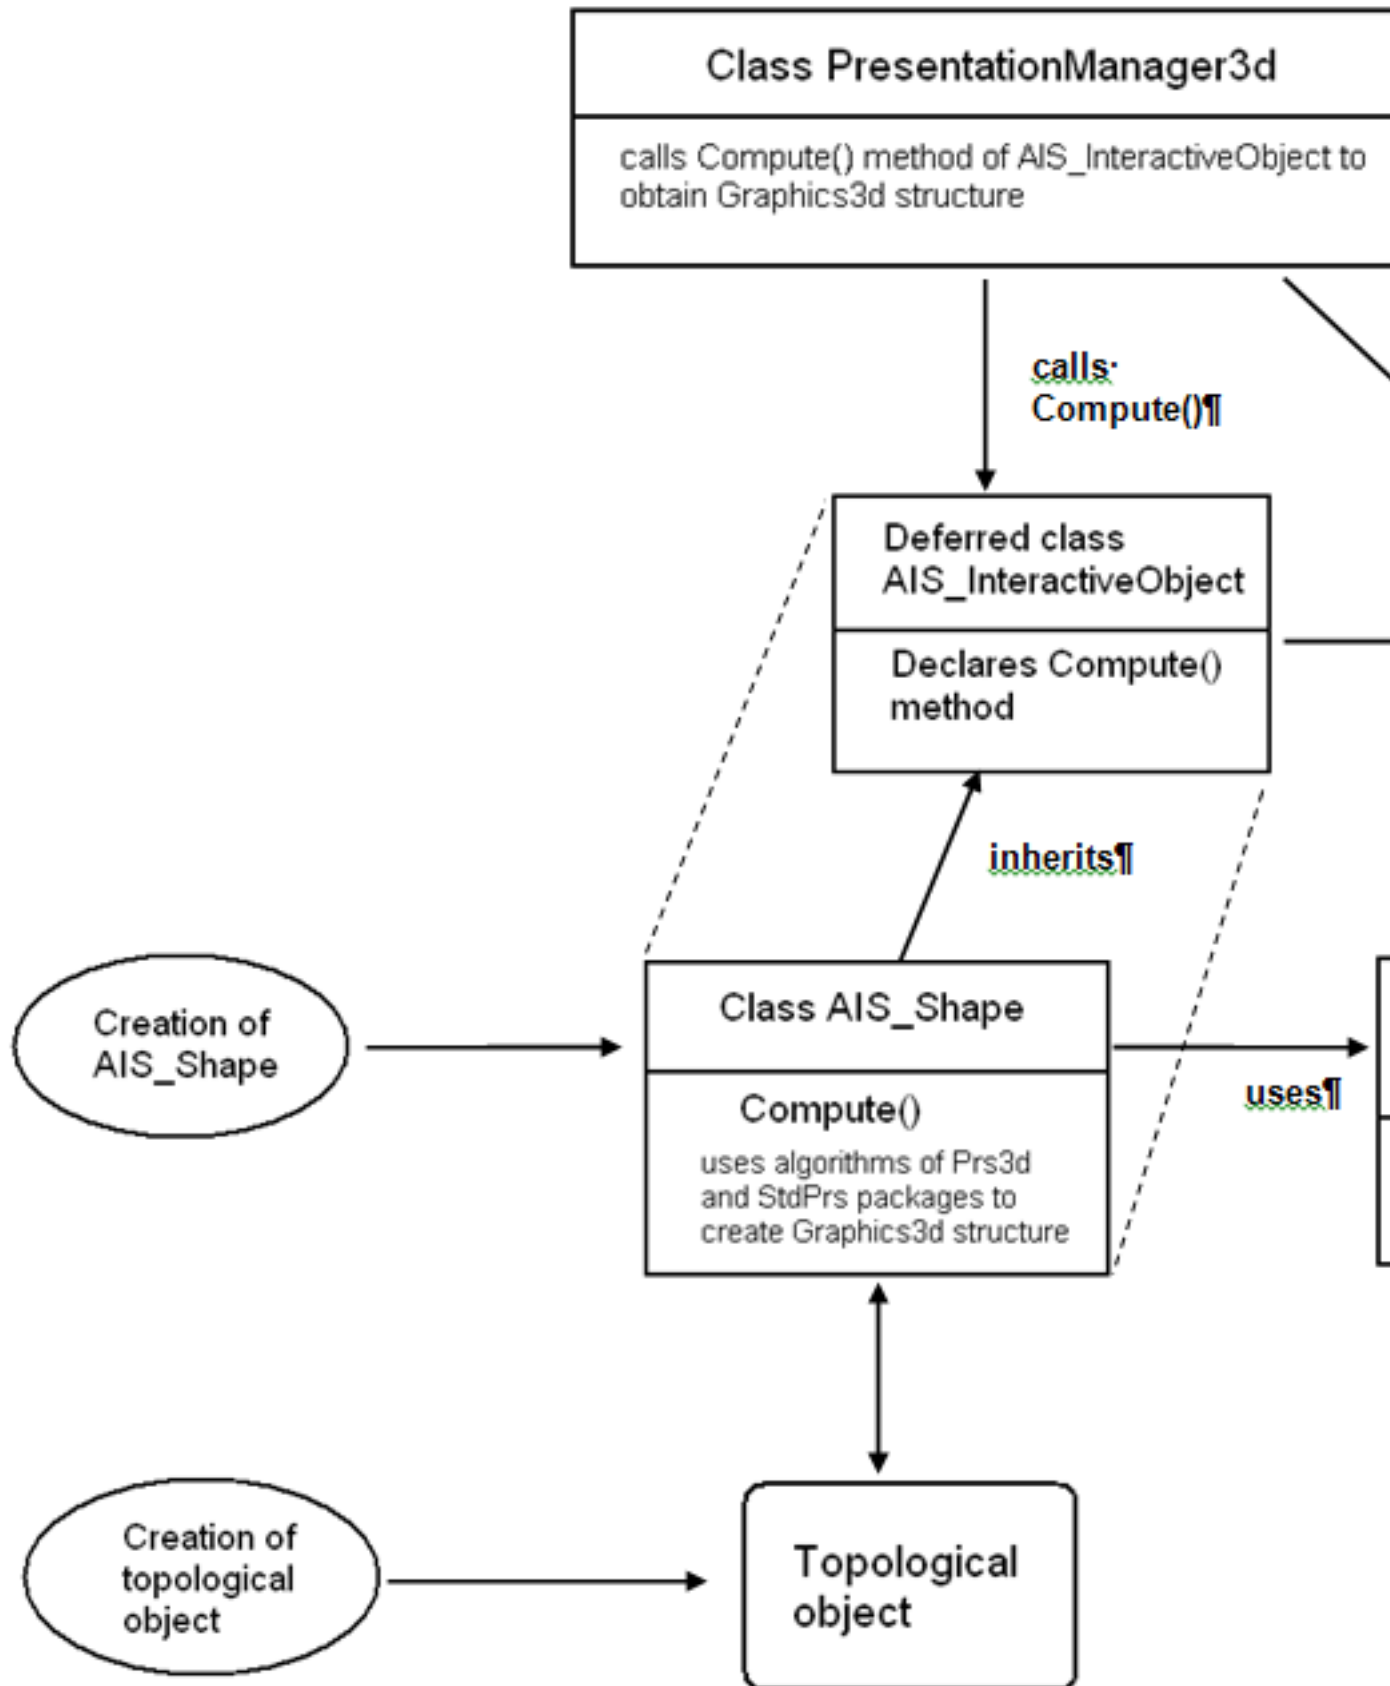 Class PresentationManager3d
calls Compute() method of AIS_InteractiveObject to
obtain Graphics3d structure
calls·
Compute()¶
Deferred class
AIS_InteractiveObject
Declares Compute()
method
inherits¶
Creation of
AIS_Shape
Class AIS_Shape
Compute()
uses algorithms of Prs3d
and StdPrs packages to
create Graphics3d structure
uses¶
Creation of
topological
object
Topological
object